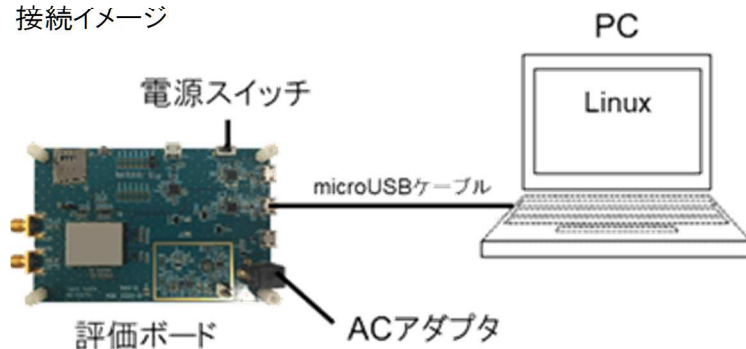 接続イメージ
PC
電源スイッチ
Linux
microUSBケーブル
ACアダプタ
評価ボード